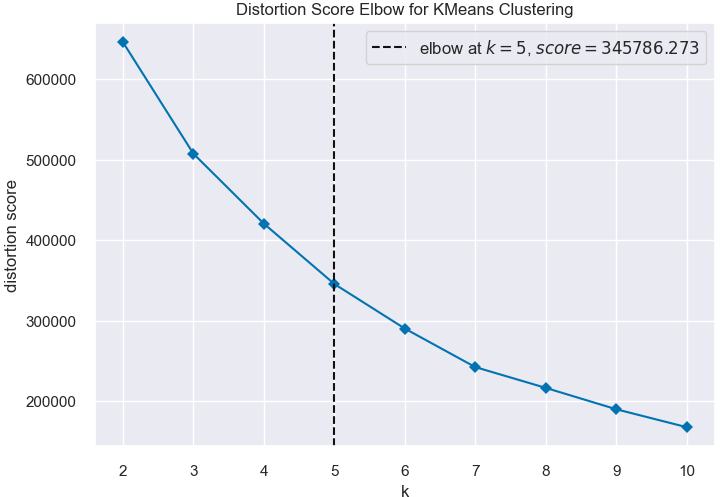 Distortion Score Elbow for KMeans Clustering
elbow at k = 5, score = 345786.273
600000
500000
400000
300000
200000
distortion score
2 3 4 5 6 7 8 9 10
k